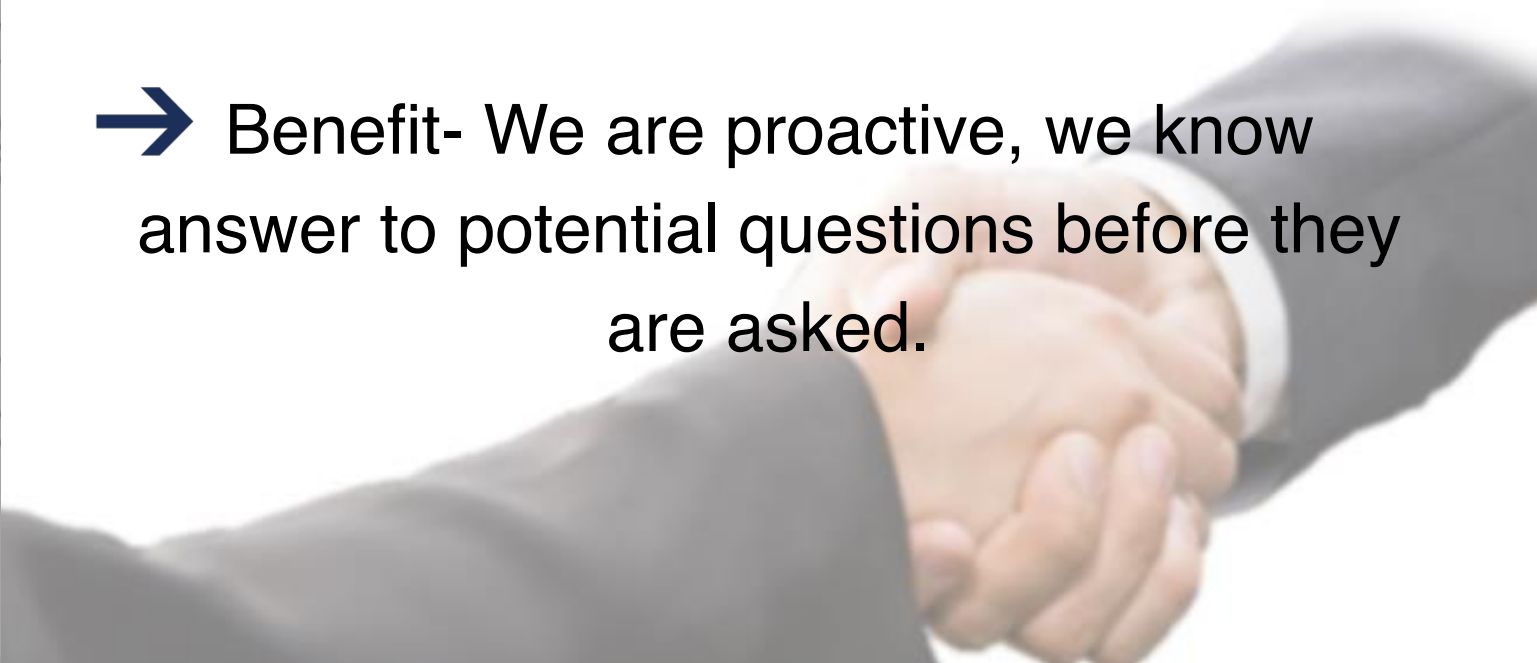 → Benefit- We are proactive, we know
answer to potential questions before they
are asked.